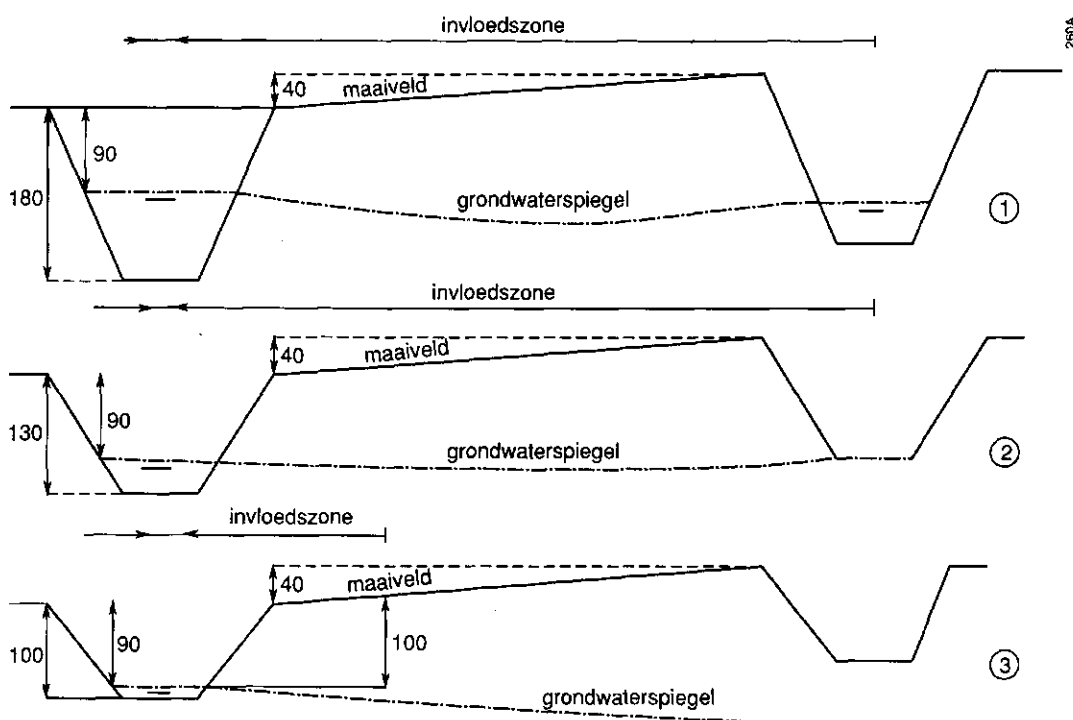 invloedszone
260A
40
maaiveld
90
180
grondwaterspiegel
1
invloedszone
40
maaiveld
90
130
grondwaterspiegel
2
invloedszone
40
maaiveld
90
100
100
grondwaterspiegel
3